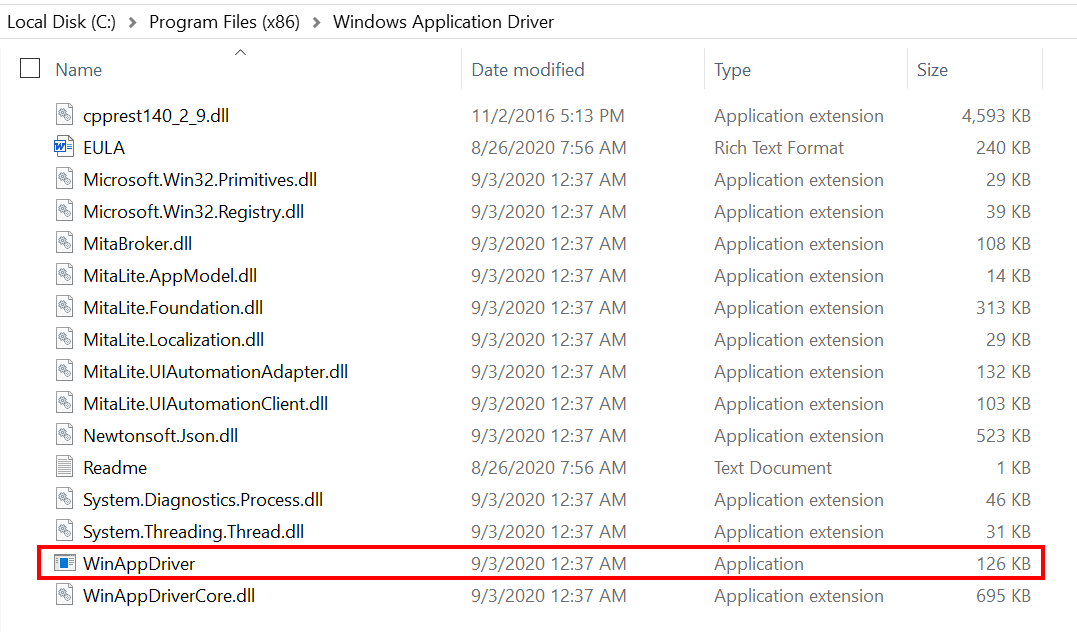 Local Disk (C:) > Program Files (x86) > Windows Application Driver
Name Date modified Type Size
cpprest140_2_9.dll 11/2/2016 5:13 PM Application extension 4,593 KB
EULA 8/26/2020 7:56 AM Rich Text Format 240 KB
Microsoft.Win32.Primitives.dll 9/3/2020 12:37 AM Application extension 29 KB
Microsoft.Win32.Registry.dll 9/3/2020 12:37 AM Application extension 39 KB
MitaBroker.dll 9/3/2020 12:37 AM Application extension 108 KB
MitaLite.AppModel.dll 9/3/2020 12:37 AM Application extension 14 KB
MitaLite.Foundation.dll 9/3/2020 12:37 AM Application extension 313 KB
MitaLite.Localization.dll 9/3/2020 12:37 AM Application extension 29 KB
MitaLite.UIAutomationAdapter.dll 9/3/2020 12:37 AM Application extension 132 KB
MitaLite.UIAutomationClient.dll 9/3/2020 12:37 AM Application extension 103 KB
Newtonsoft.Json.dll 9/3/2020 12:37 AM Application extension 523 KB
Readme 8/26/2020 7:56 AM Text Document 1 KB
System.Diagnostics.Process.dll 9/3/2020 12:37 AM Application extension 46 KB
System.Threading.Thread.dll 9/3/2020 12:37 AM Application extension 31 KB
WinAppDriver 9/3/2020 12:37 AM Application 126 KB
WinAppDriverCore.dll 9/3/2020 12:37 AM Application extension 695 KB